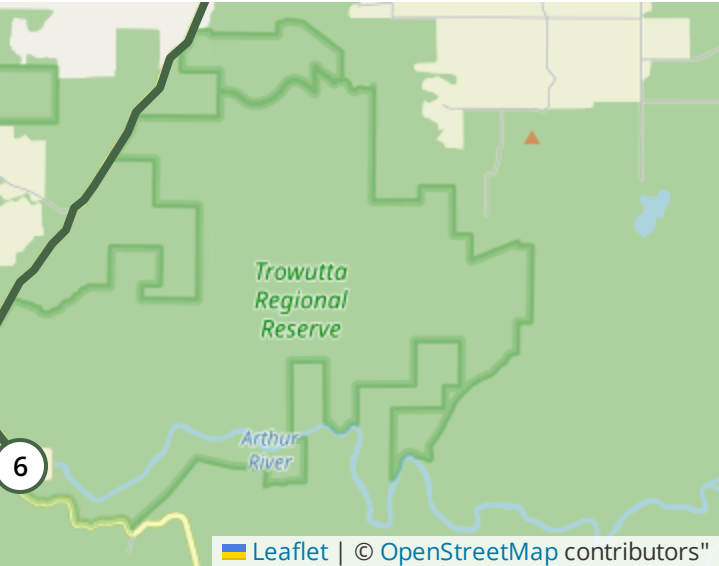 Trowutta
Regional
Reserve
Arthur
River
6
Leaflet | © OpenStreetMap contributors"